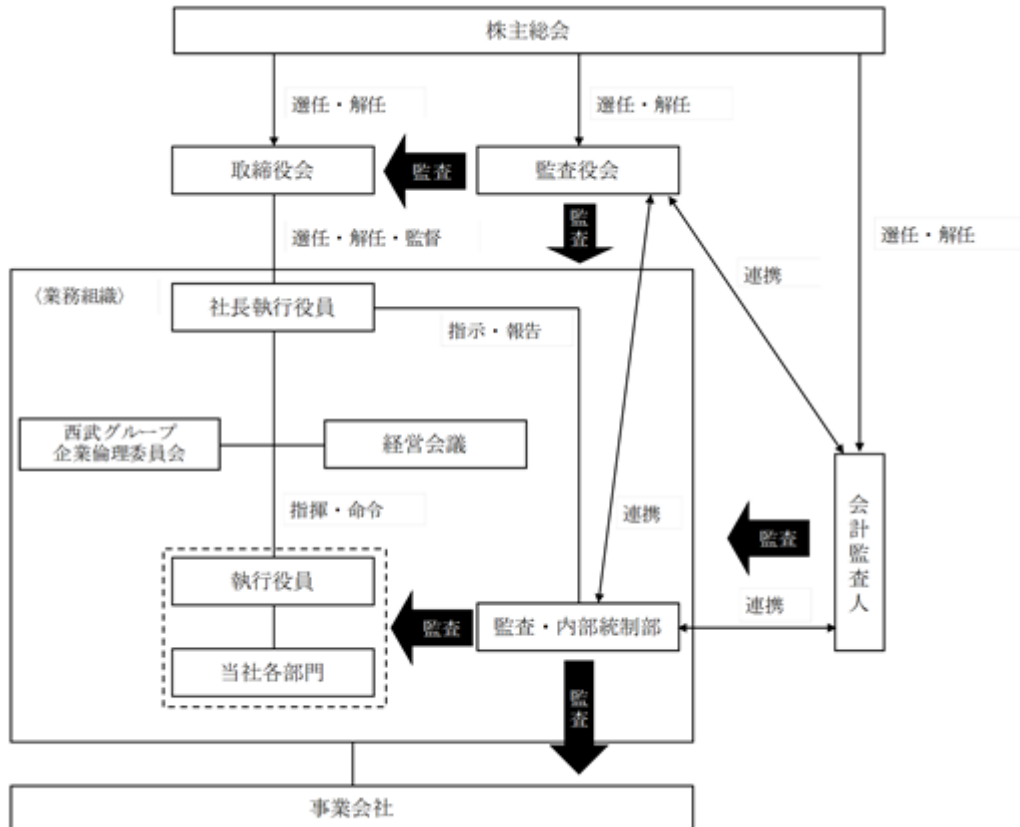 株主総会
選任・解任
選任・解任
取締役会
監査
監査役会
選任・解任・監督
監査
選任・解任
連携
〈業務組織〉
社長執行役員
指示・報告
西武グループ
企業倫理委員会
経営会議
指揮・命令
連携
会計監査人
監査
執行役員
連携
監査
監査・内部統制部
当社各部門
監査
事業会社